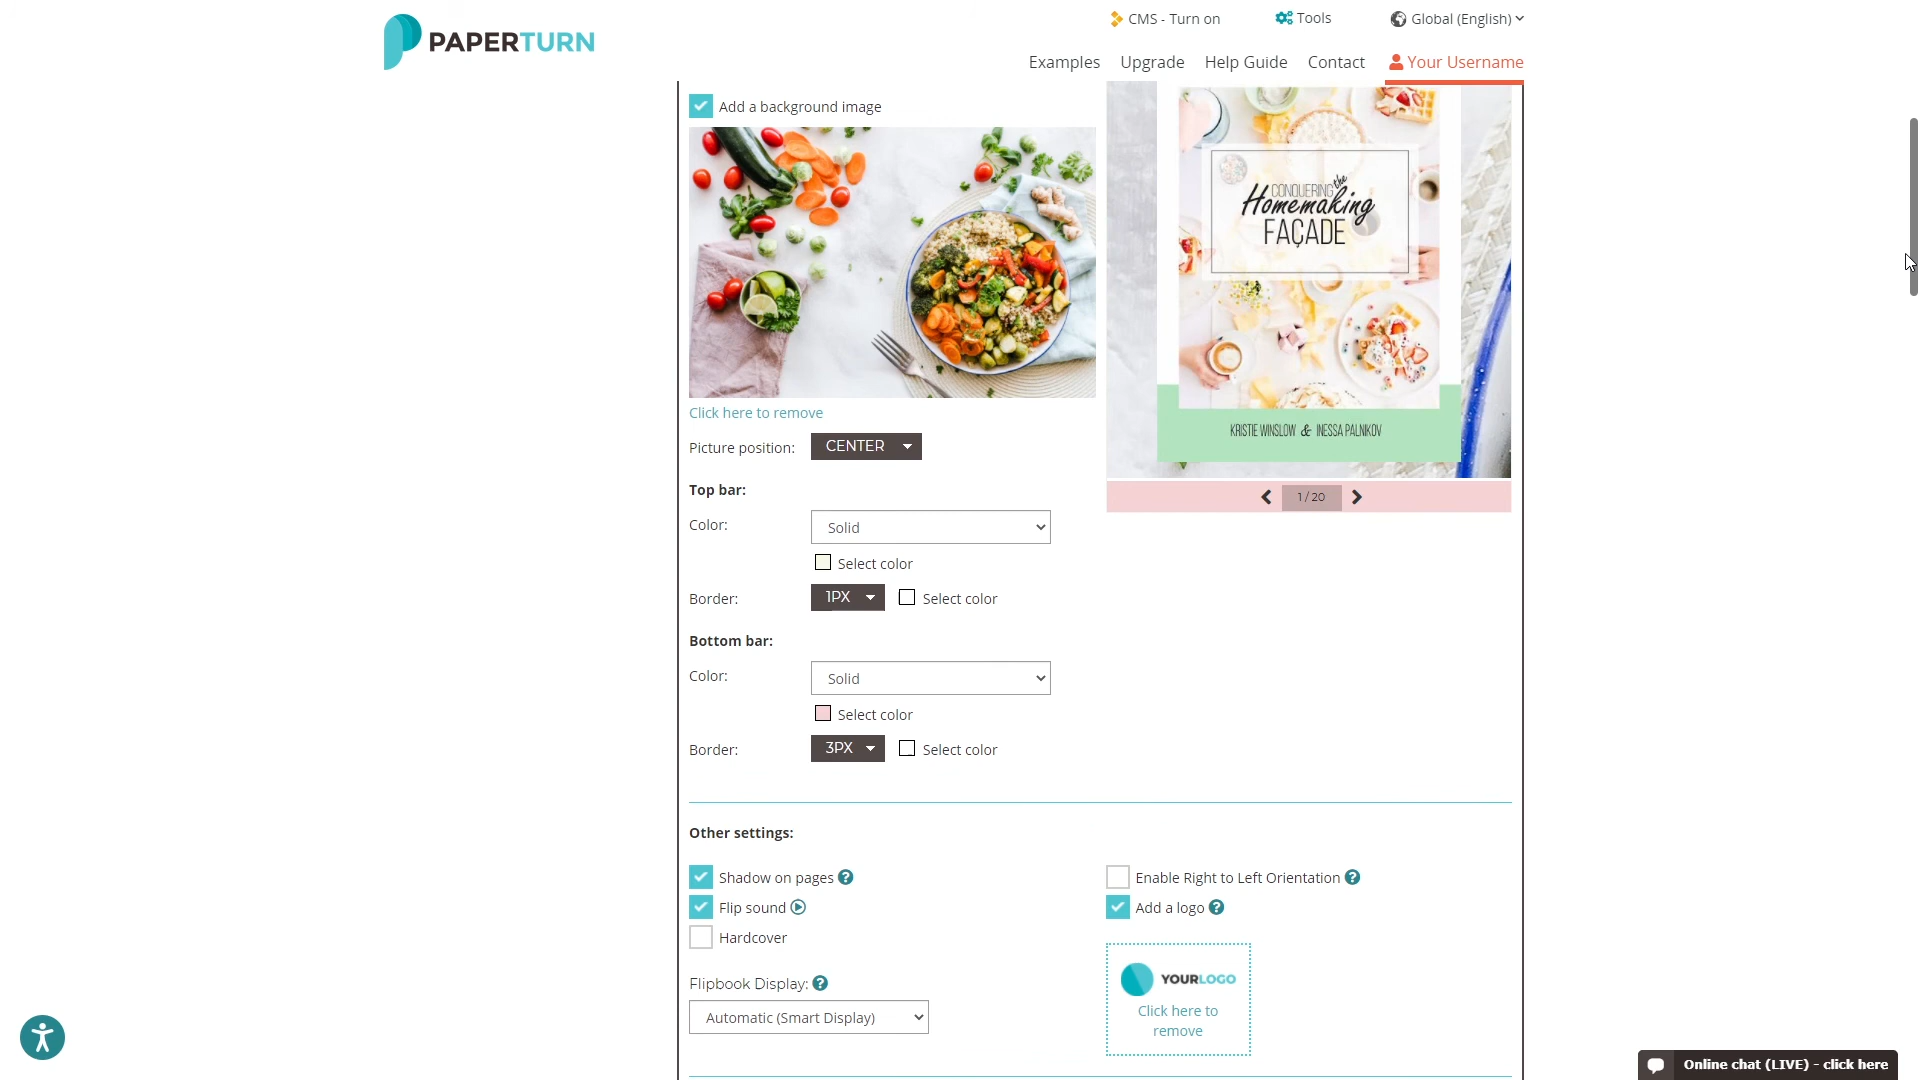 PAPERTURN
CMS - Turn on
Tools
Global (English)
Examples
Upgrade
Help Guide
Contact
Your Username
Add a background image
CONQUERING the
Homemaking
FAÇADE
KRISTIE WINSLOW & INESSA PALNIKOV
1 / 20
Click here to remove
Picture position:
CENTER
Top bar:
Color:
Solid
Select color
Border:
1PX
Select color
Bottom bar:
Color:
Solid
Select color
Border:
3PX
Select color
Other settings:
Shadow on pages ?
Flip sound
Hardcover
Flipbook Display: ?
Automatic (Smart Display)
Enable Right to Left Orientation ?
Add a logo ?
YOURLOGO
Click here to
remove
Online chat (LIVE) - click here